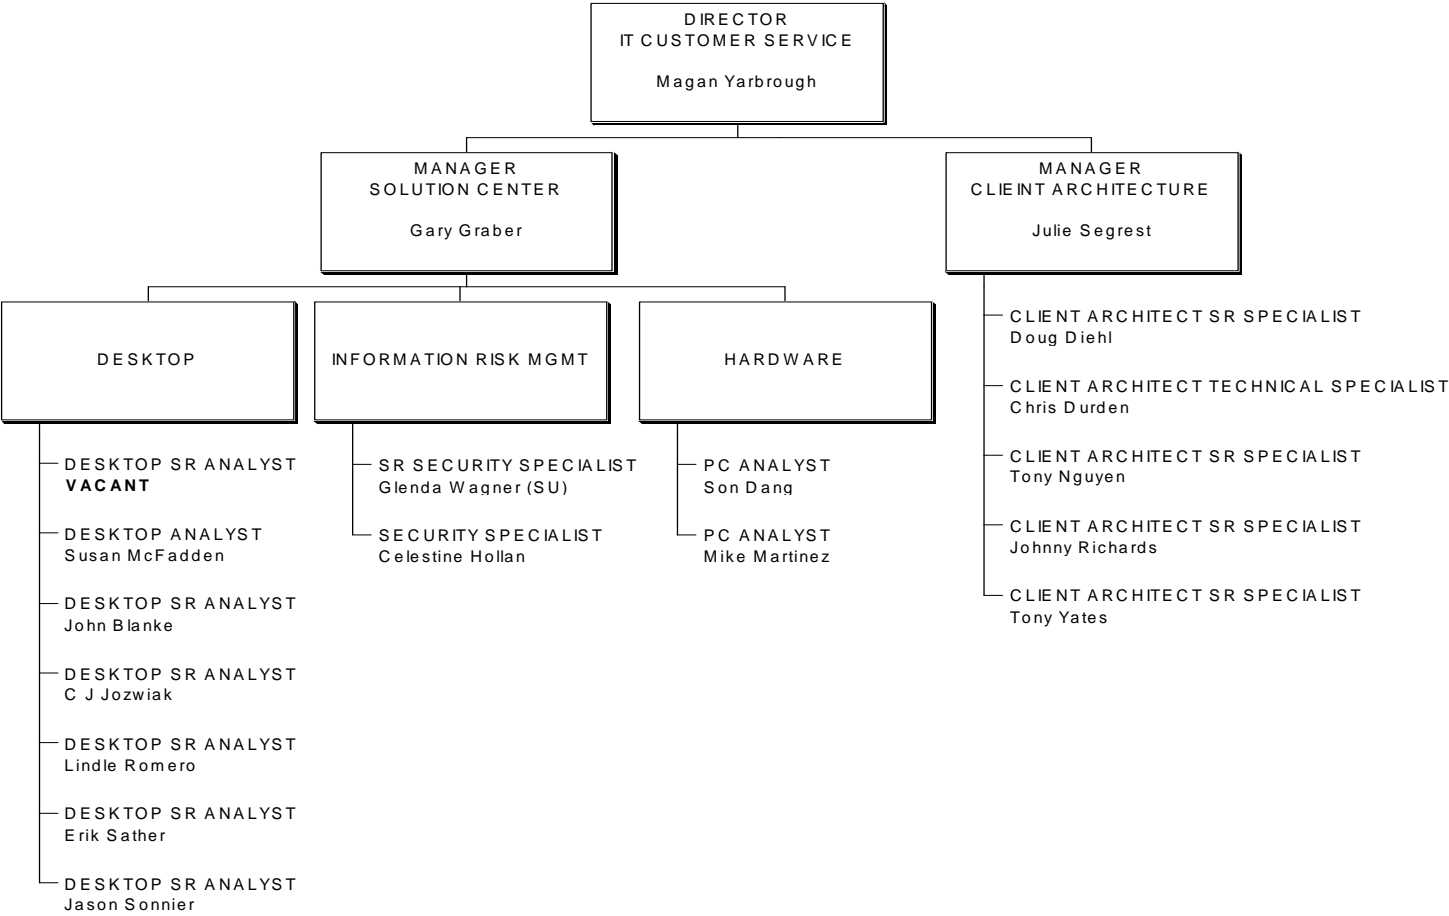 DIRECTOR
IT CUSTOMER SERVICE
Magan Yarbrough
MANAGER
SOLUTION CENTER
Gary Graber
MANAGER
CLIEINT ARCHITECTURE
Julie Segrest
DESKTOP
INFORMATION RISK MGMT
HARDWARE
DESKTOP SR ANALYST
VACANT
DESKTOP ANALYST
Susan McFadden
DESKTOP SR ANALYST
John Blanke
DESKTOP SR ANALYST
C J Jozwiak
DESKTOP SR ANALYST
Lindle Romero
DESKTOP SR ANALYST
Erik Sather
DESKTOP SR ANALYST
Jason Sonnier
SR SECURITY SPECIALIST
Glenda Wagner (SU)
SECURITY SPECIALIST
Celestine Hollan
PC ANALYST
Son Dang
PC ANALYST
Mike Martinez
CLIENT ARCHITECT SR SPECIALIST
Doug Diehl
CLIENT ARCHITECT TECHNICAL SPECIALIST
Chris Durden
CLIENT ARCHITECT SR SPECIALIST
Tony Nguyen
CLIENT ARCHITECT SR SPECIALIST
Johnny Richards
CLIENT ARCHITECT SR SPECIALIST
Tony Yates